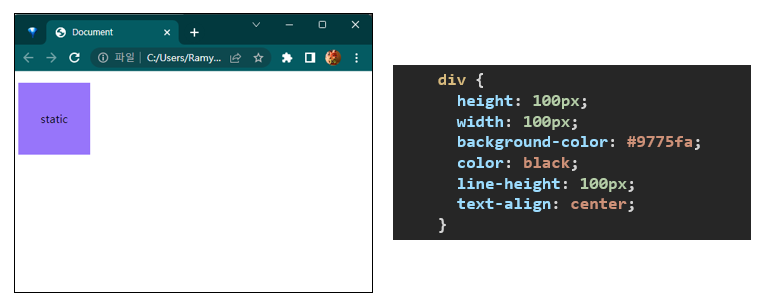 Document
파일 C:/Users/Ramy...
static
div {
height: 100px;
width: 100px;
background-color: #9775fa;
color: black;
line-height: 100px;
text-align: center;
}